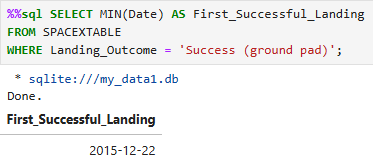 %%sql SELECT MIN(Date) AS First_Successful_Landing
FROM SPACEXTABLE
WHERE Landing_Outcome = 'Success (ground pad)';
* sqlite:///my_data1.db
Done.
First_Successful_Landing
2015-12-22